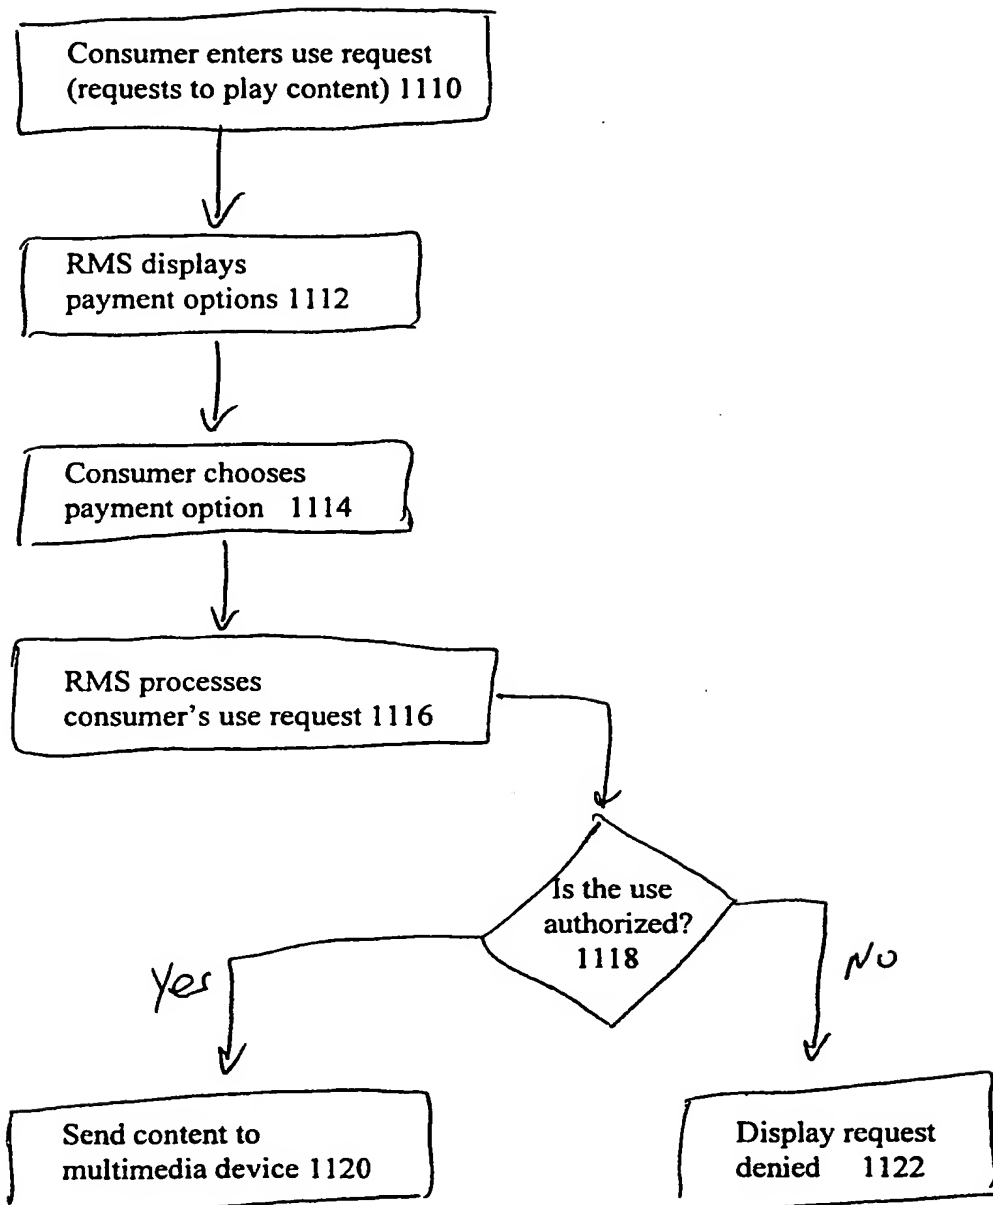 Consumer enters use request
(requests to play content) 1110
RMS displays
payment options 1112
Consumer chooses
payment option 1114
RMS processes
consumer's use request 1116
Is the use
authorized?
1118
Yes
No
Send content to
multimedia device 1120
Display request
denied 1122